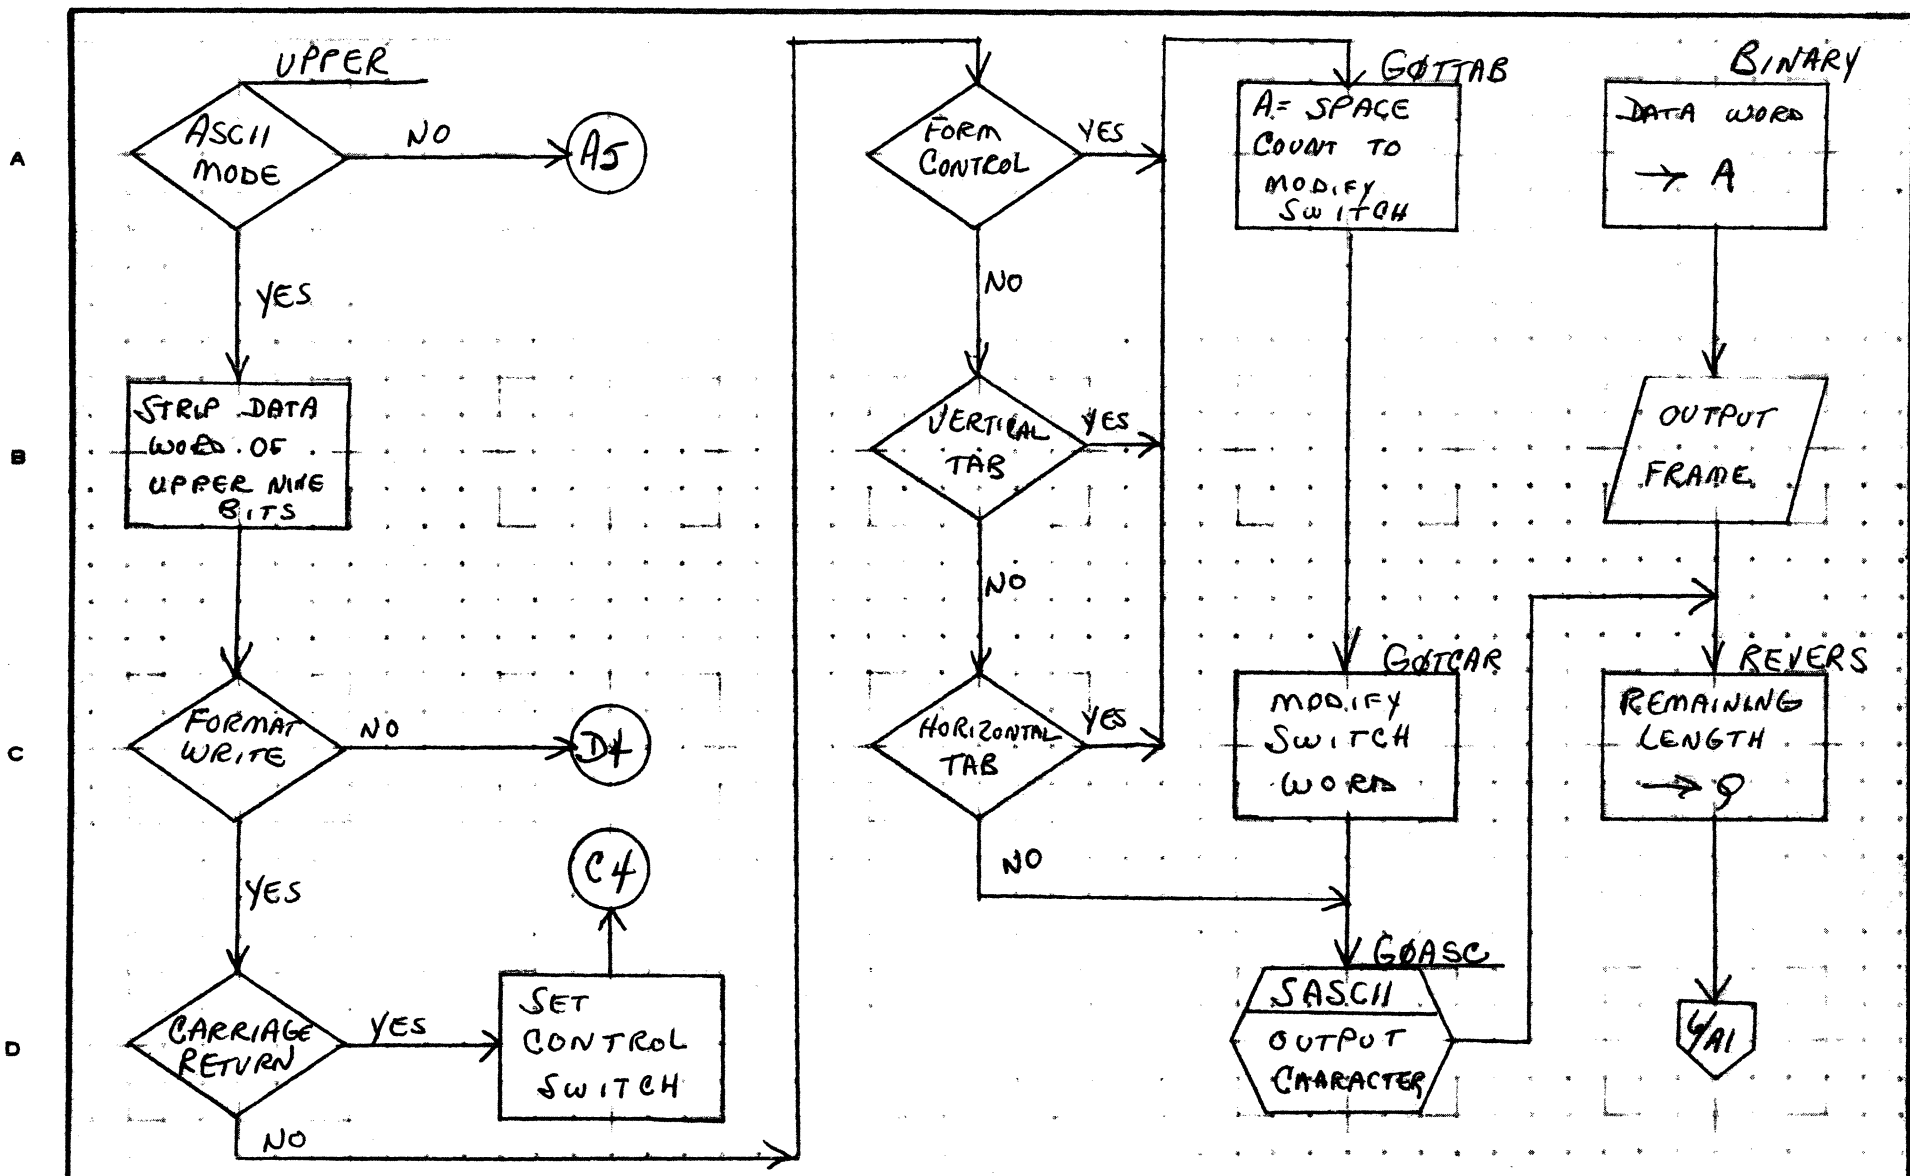 UPPER
A
ASCII
MODE
NO
A5
YES
B
STRIP DATA
WORD OF
UPPER NINE
BITS
C
FORMAT
WRITE
NO
D4
YES
C4
D
CARRIAGE
RETURN
YES
SET
CONTROL
SWITCH
NO
FORM
CONTROL
YES
NO
VERTICAL
TAB
YES
NO
HORIZONTAL
TAB
YES
NO
GØTTAB
A= SPACE
COUNT TO
MODIFY
SWITCH
GØTCAR
MODIFY
SWITCH
WORD
GØASC
SASCII
OUTPUT
CAARACTER
BINARY
DATA WORD
→ A
OUTPUT
FRAME
REVERS
REMAINING
LENGTH
→ Q
/A1